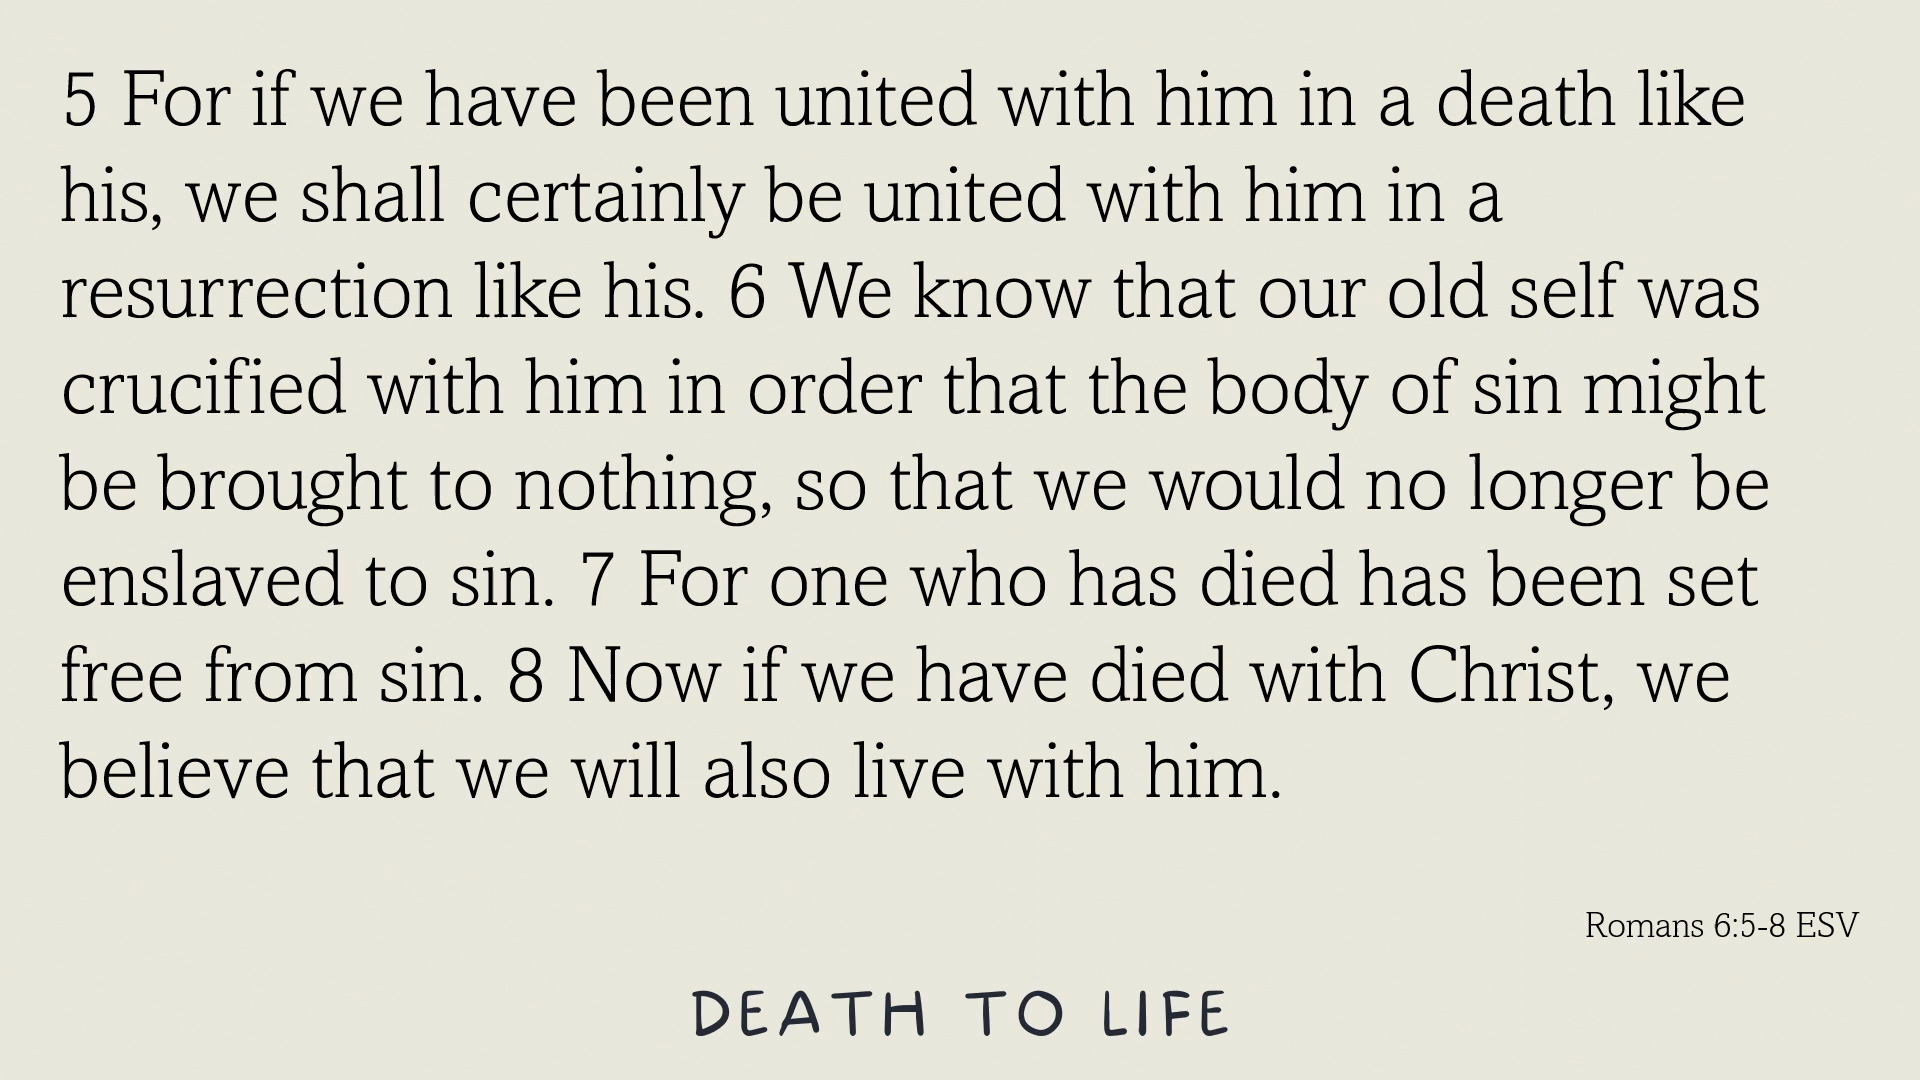 5 For if we have been united with him in a death like
his, we shall certainly be united with him in a
resurrection like his. 6 We know that our old self was
crucified with him in order that the body of sin might
be brought to nothing, so that we would no longer be
enslaved to sin. 7 For one who has died has been set
free from sin. 8 Now if we have died with Christ, we
believe that we will also live with him.
Romans 6:5-8 ESV
DEATH TO LIFE